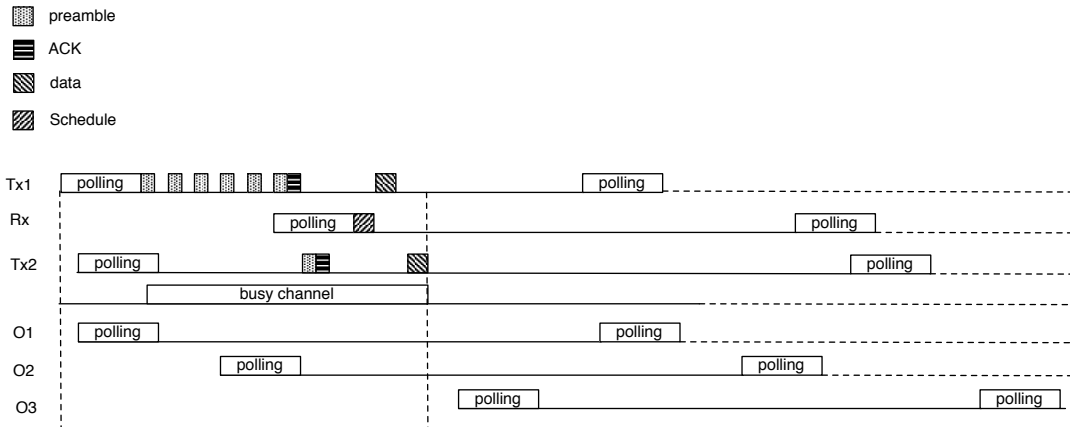 preamble
ACK
data
Schedule
Tx1 polling polling
Rx polling polling
Tx2 polling polling
busy channel
O1 polling polling
O2 polling polling
O3 polling polling